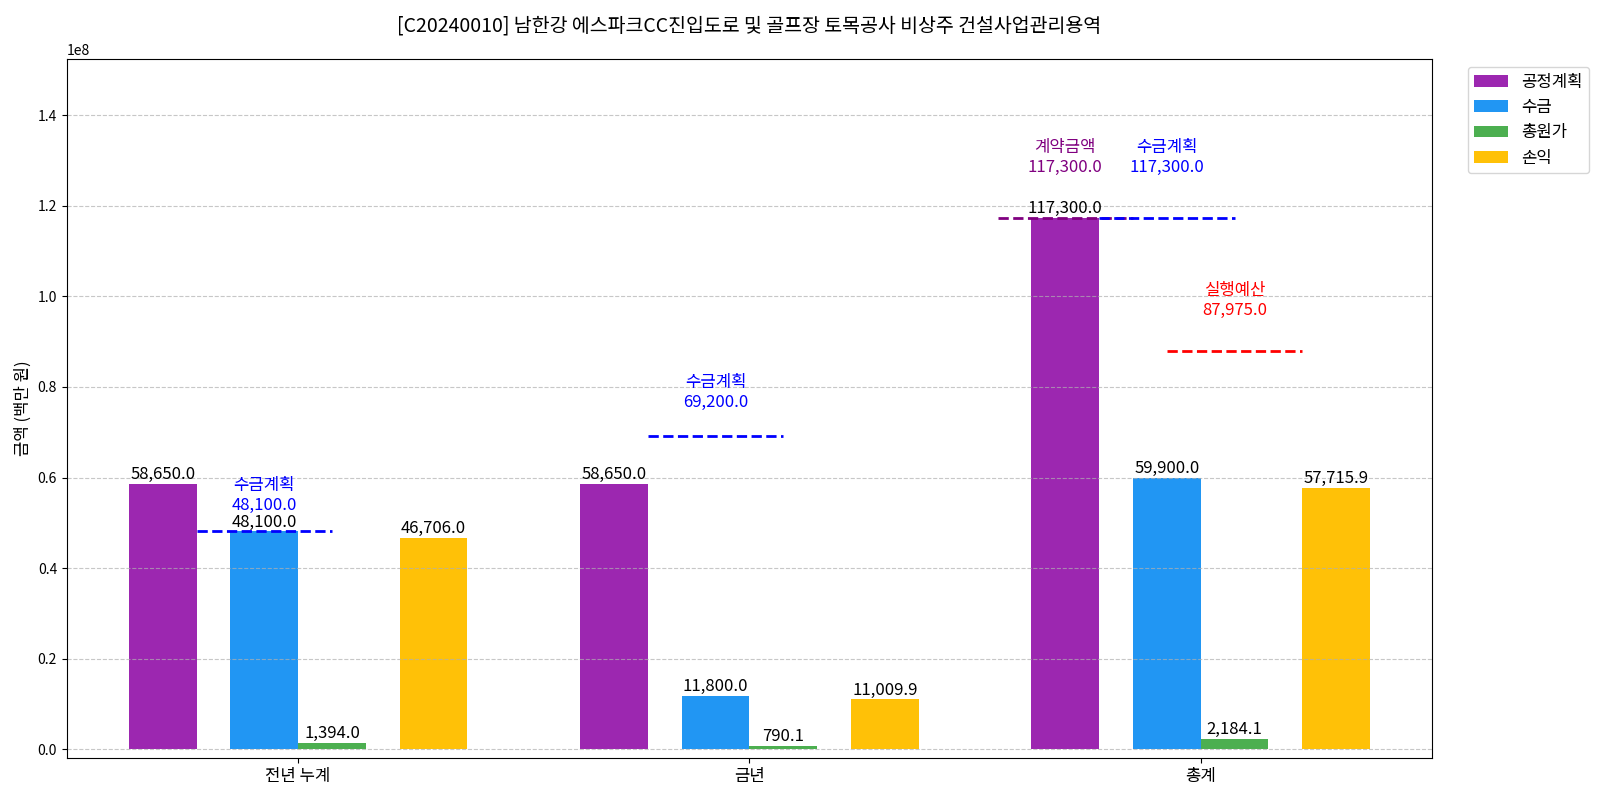 [C20240010] 남한강 에스파크CC진입도로 및 골프장 토목공사 비상주 건설사업관리용역
1e8
공정계획
수금
총원가
손익
금액 (백만 원)
1.4
1.2
1.0
0.8
0.6
0.4
0.2
0.0
58,650.0
수금계획
48,100.0
48,100.0
1,394.0
46,706.0
58,650.0
수금계획
69,200.0
11,800.0
790.1
11,009.9
계약금액
117,300.0
수금계획
117,300.0
117,300.0
실행예산
87,975.0
59,900.0
2,184.1
57,715.9
전년 누계
금년
총계